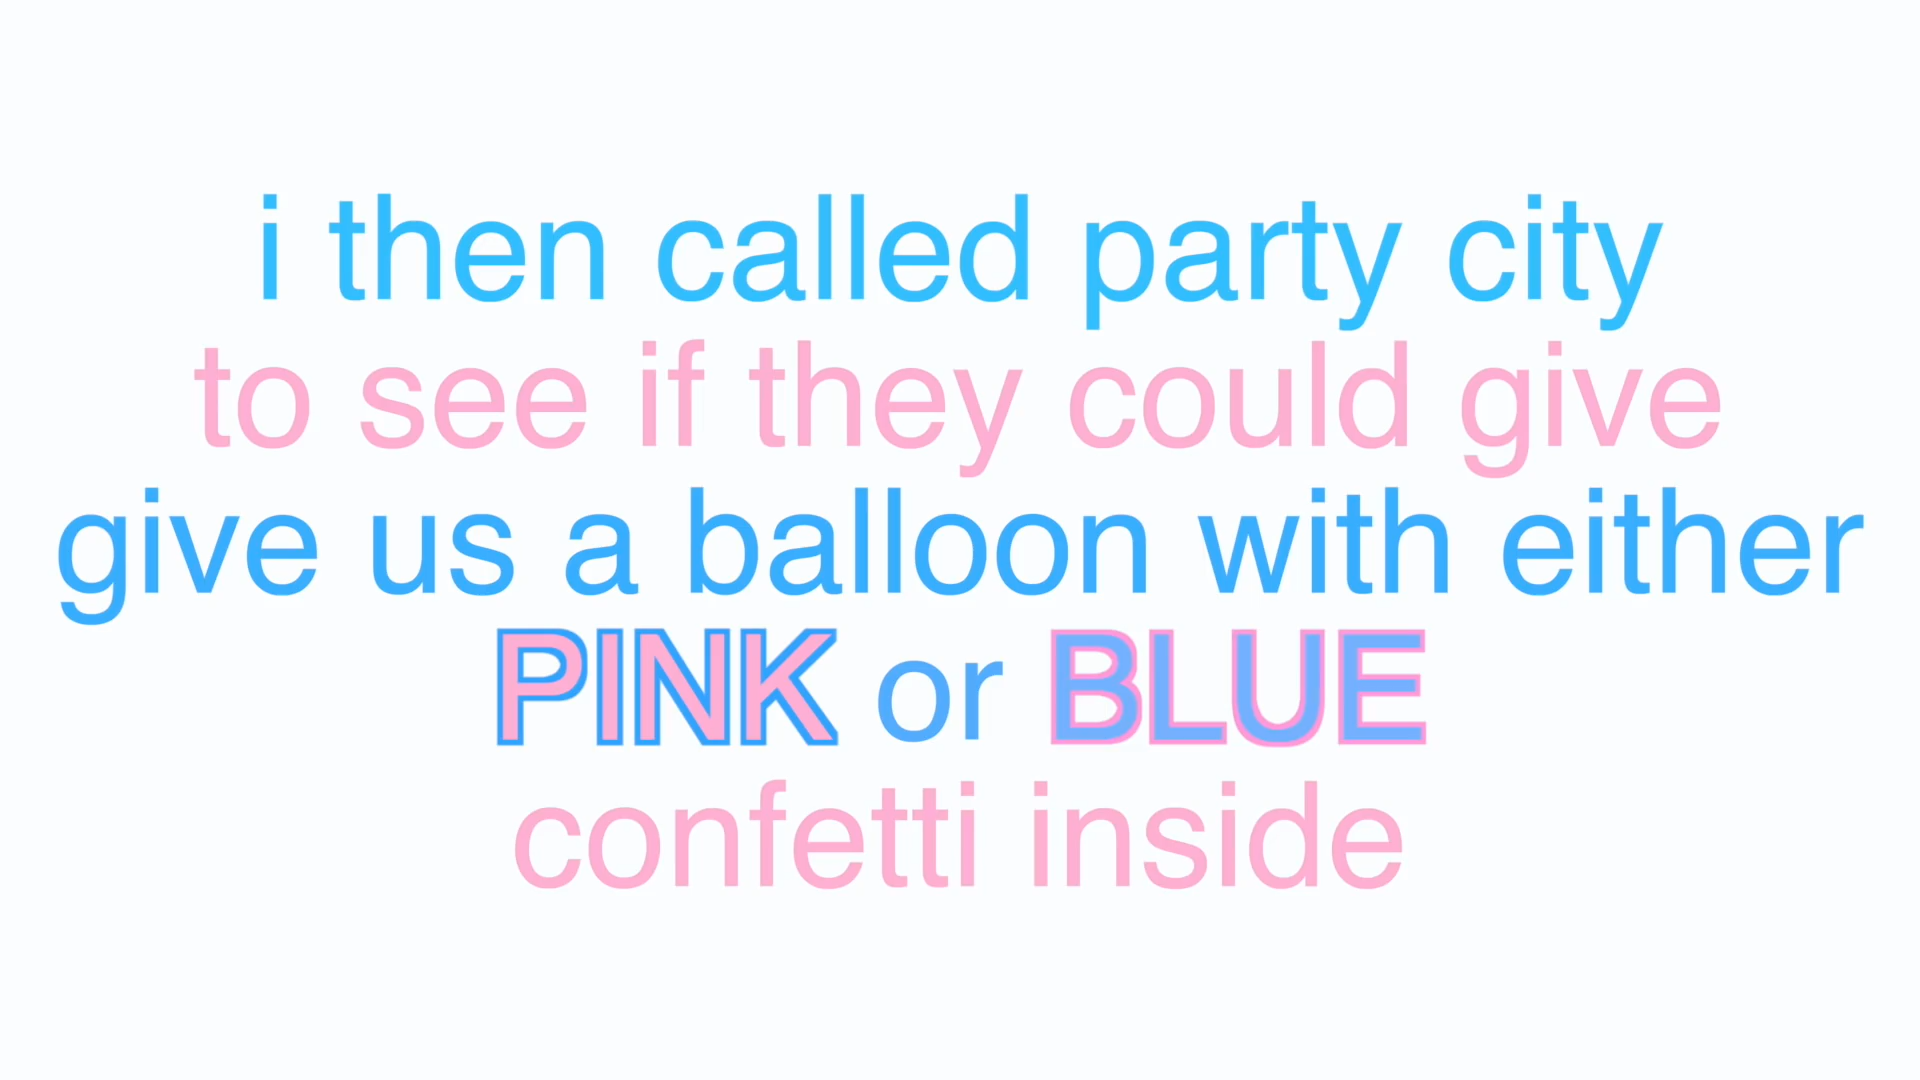 i then called party city
to see if they could give
give us a balloon with either
PINK or BLUE
confetti inside